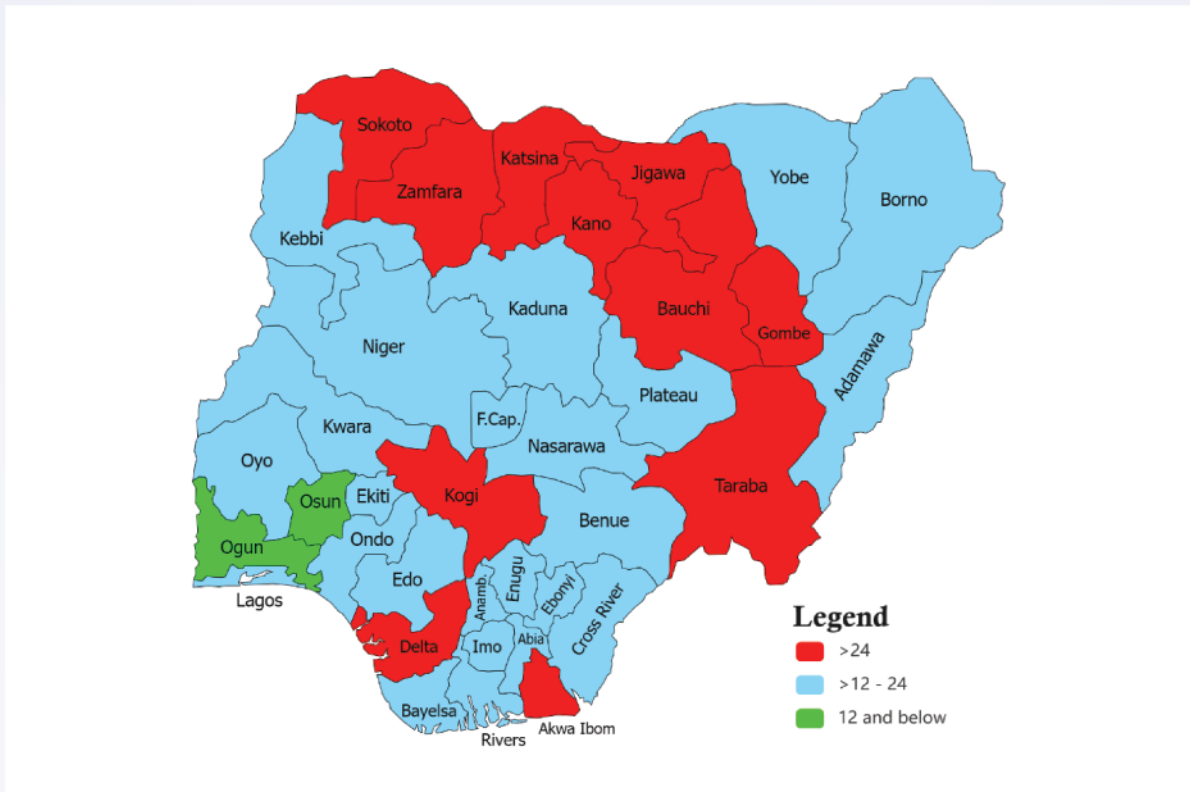 Sokoto
Katsina
Jigawa
Zamfara
Yobe
Borno
Kano
Kebbi
Kaduna
Bauchi
Gombe
Niger
Adamawa
Plateau
F.Cap.
Kwara
Nasarawa
Oyo
Taraba
Ekiti
Kogi
Osun
Benue
Ondo
Ogun
Edo
Enugu
Anamb.
Ebonyi
Lagos
Cross River
Abia
Delta
Imo
Bayelsa
Akwa Ibom
Rivers
Legend
>24
>12 - 24
12 and below